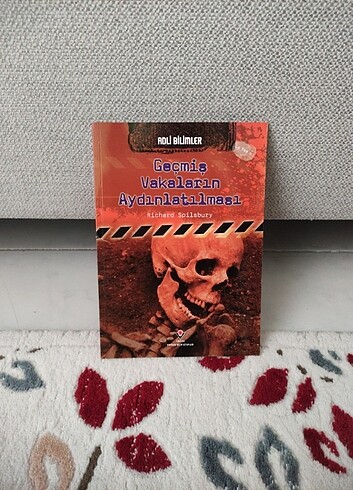 ADLİ BİLİMLER
Geçmiş
Vakaların
Aydınlatılması
Richard Spilsbury